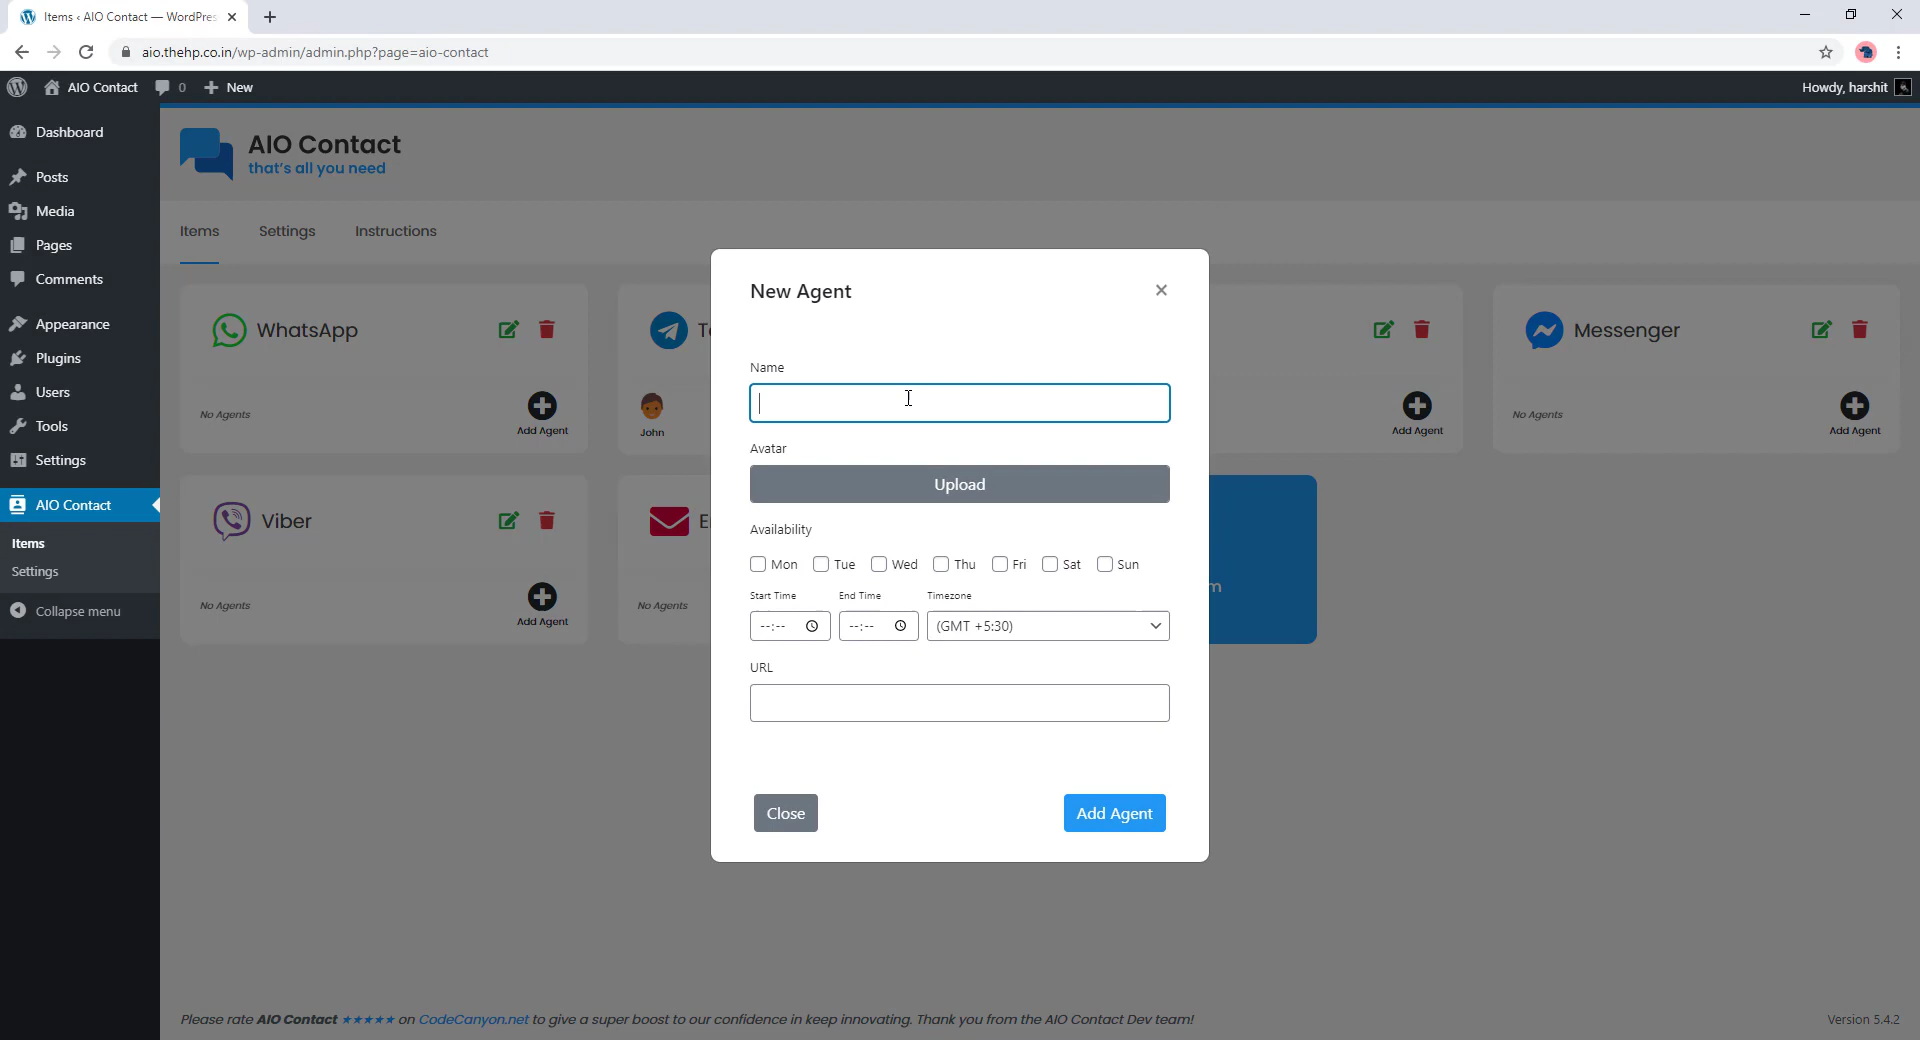 Items ‹ AIO Contact — WordPres
aio.thehp.co.in/wp-admin/admin.php?page=aio-contact
AIO Contact 0 New
Howdy, harshit
Dashboard
Posts
Media
Pages
Comments
Appearance
Plugins
Users
Tools
Settings
AIO Contact
Items
Settings
Collapse menu
AIO Contact
that's all you need
Items Settings Instructions
WhatsApp
No Agents
Add Agent
John
Add Agent
Messenger
No Agents
Add Agent
Viber
No Agents
Add Agent
No Agents
New Agent
Name
Avatar
Upload
Availability
Mon Tue Wed Thu Fri Sat Sun
Start Time End Time Timezone
--:-- --:-- (GMT +5:30)
URL
Close Add Agent
Please rate AIO Contact ★★★★★ on CodeCanyon.net to give a super boost to our confidence in keep innovating. Thank you from the AIO Contact Dev team!
Version 5.4.2